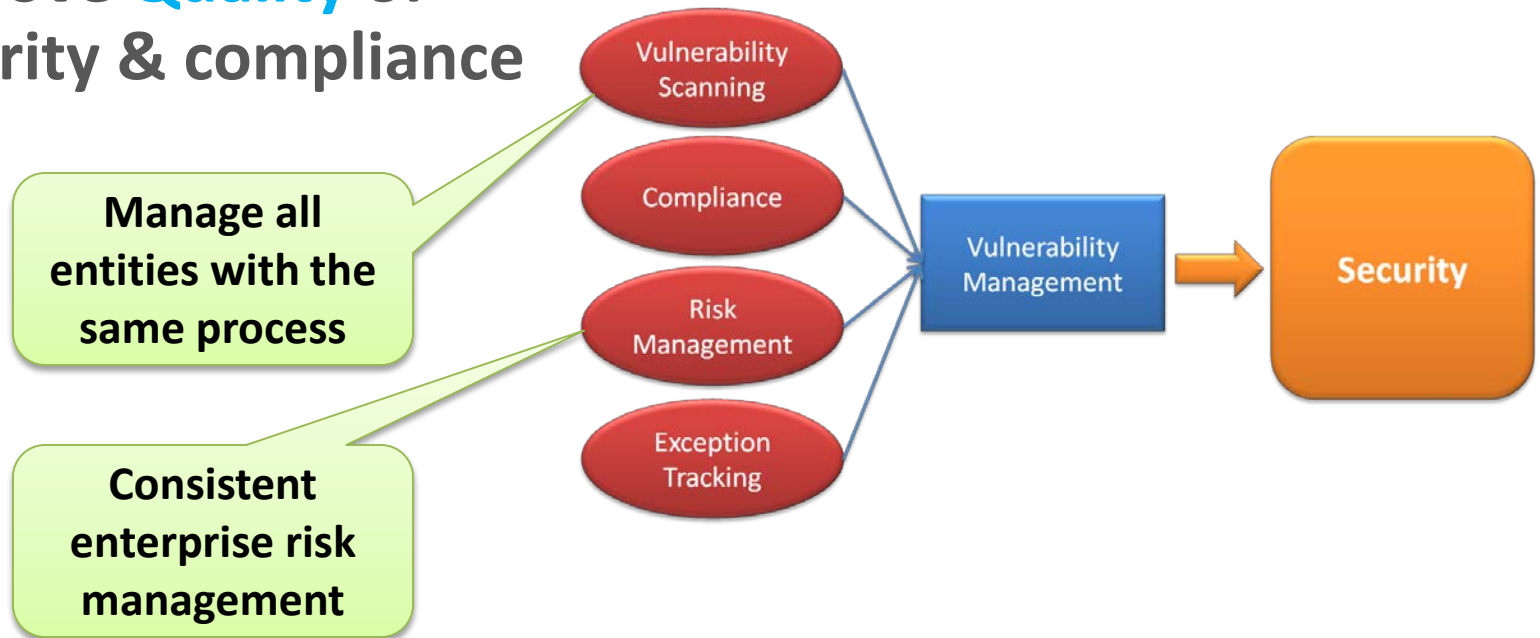 Quality
& compliance
Vulnerability
Scanning
Manage all
entities with the
same process
Compliance
Vulnerability
Management
Security
Risk
Management
Exception
Tracking
Consistent
enterprise risk
management